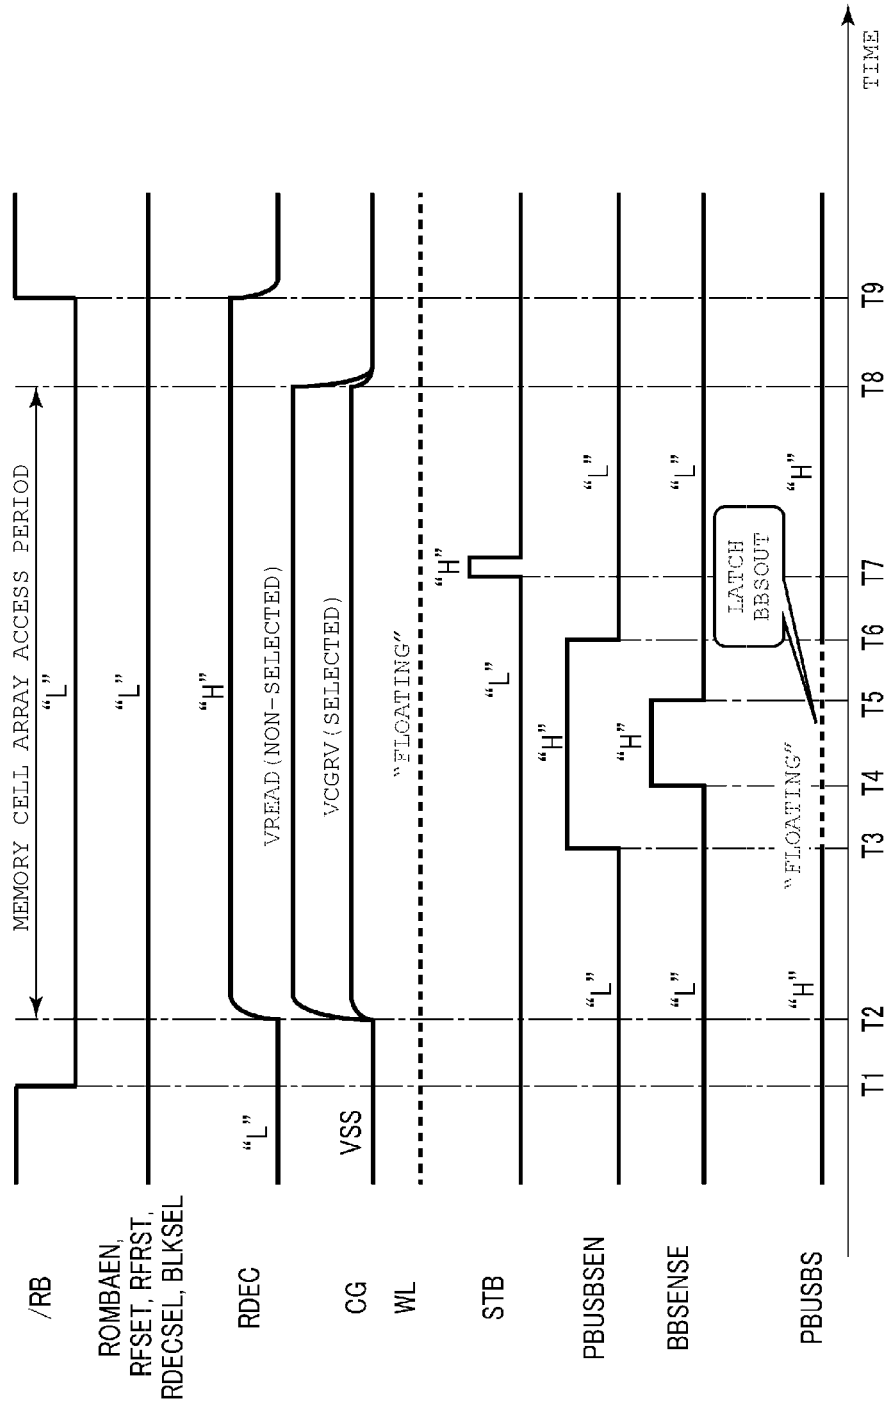 MEMORY CELL ARRAY ACCESS PERIOD
/RB
"L"
ROMBAEN,
RFSET, RFRST,
RDECSEL, BLKSEL
"L"
RDEC
"L"
"H"
VREAD(NON-SELECTED)
CG
VSS
VCGRV(SELECTED)
WL
"FLOATING"
STB
"L"
"H"
PBUSBSEN
"L"
"H"
"L"
BBSENSE
"L"
"H"
"L"
LATCH
BBSOUT
PBUSBS
"H"
"FLOATING"
"H"
T1
T2
T3
T4
T5
T6
T7
T8
T9
TIME